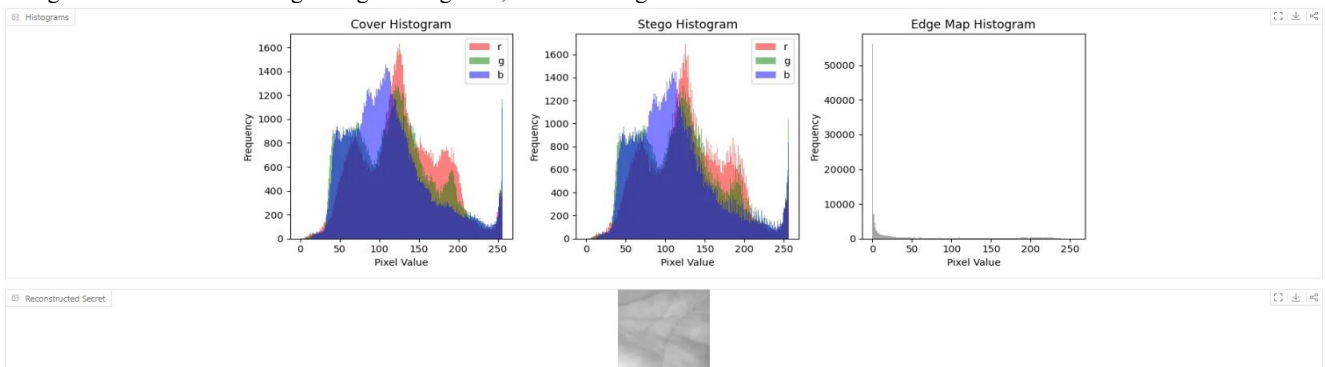 Histograms
Cover Histogram
Stego Histogram
Edge Map Histogram
r
g
b
r
g
b
1600
1400
1200
1000
800
600
400
200
0
Frequency
0 50 100 150 200 250
Pixel Value
1600
1400
1200
1000
800
600
400
200
0
Frequency
0 50 100 150 200 250
Pixel Value
50000
40000
30000
20000
10000
0
Frequency
0 50 100 150 200 250
Pixel Value
Reconstructed Secret